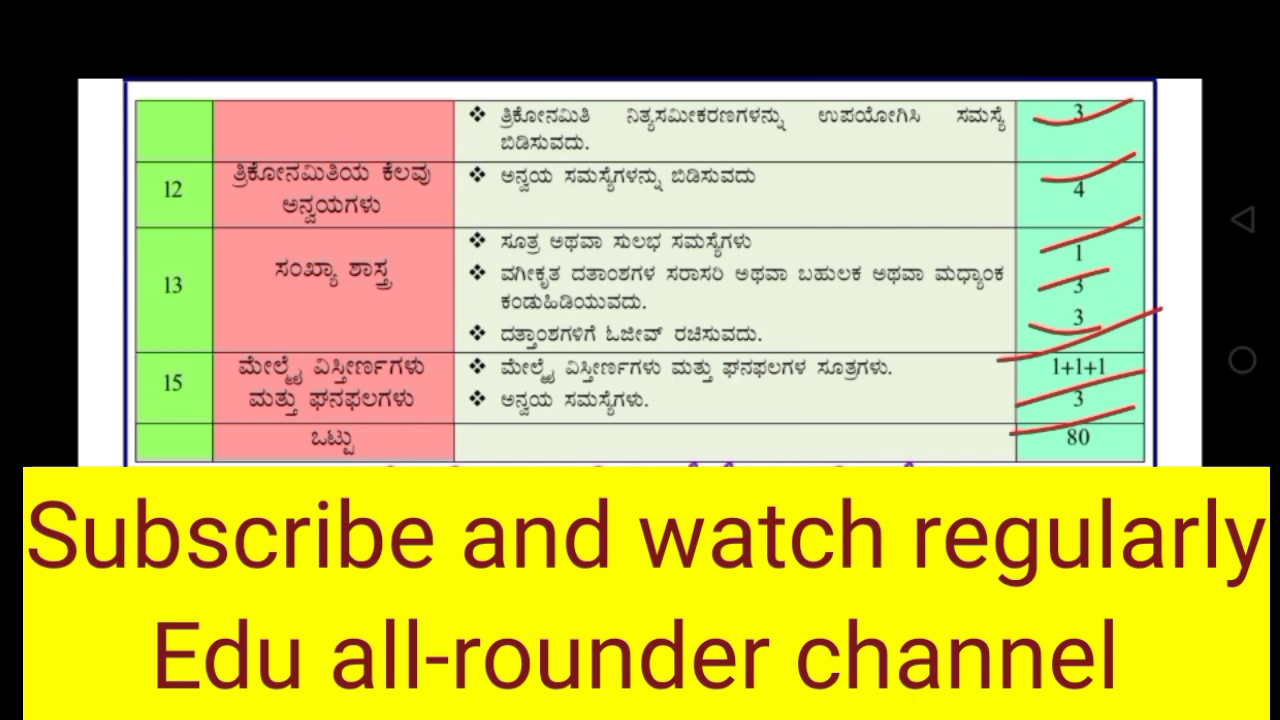 ❖ ತ್ರಿಕೋನಮಿತಿ ನಿತ್ಯಸಮೀಕರಣಗಳನ್ನು ಉಪಯೋಗಿಸಿ ಸಮಸ್ಯೆ 3
ಬಿಡಿಸುವದು.
12 ತ್ರಿಕೋನಮಿತಿಯ ಕೆಲವು ❖ ಅನ್ವಯ ಸಮಸ್ಯೆಗಳನ್ನು ಬಿಡಿಸುವದು 4
ಅನ್ವಯಗಳು
13 ಸಂಖ್ಯಾ ಶಾಸ್ತ್ರ ❖ ಸೂತ್ರ ಅಥವಾ ಸುಲಭ ಸಮಸ್ಯೆಗಳು 1
❖ ವರ್ಗೀಕೃತ ದತಾಂಶಗಳ ಸರಾಸರಿ ಅಥವಾ ಬಹುಲಕ ಅಥವಾ ಮಧ್ಯಾಂಕ 3
ಕಂಡುಹಿಡಿಯುವದು.
❖ ದತ್ತಾಂಶಗಳಿಗೆ ಓಜೀವ್ ರಚಿಸುವದು. 3
15 ಮೇಲ್ಮೈ ವಿಸ್ತೀರ್ಣಗಳು ❖ ಮೇಲ್ಮೈ ವಿಸ್ತೀರ್ಣಗಳು ಮತ್ತು ಘನಫಲಗಳ ಸೂತ್ರಗಳು. 1+1+1
ಮತ್ತು ಘನಫಲಗಳು ❖ ಅನ್ವಯ ಸಮಸ್ಯೆಗಳು. 3
ಒಟ್ಟು 80
Subscribe and watch regularly
Edu all-rounder channel